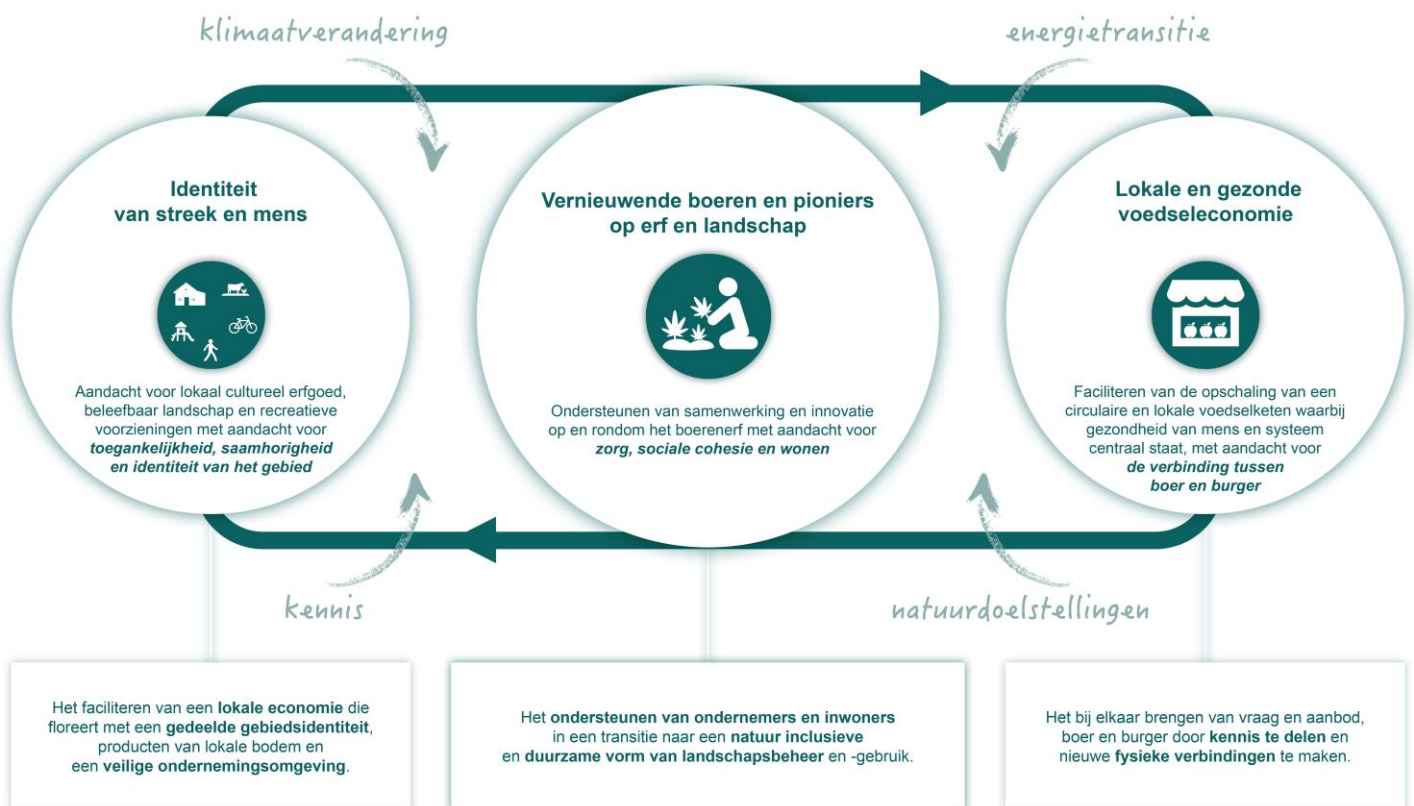 klimaatverandering
energietransitie
Identiteit
van streek en mens
Aandacht voor lokaal cultureel erfgoed,
beleefbaar landschap en recreatieve
voorzieningen met aandacht voor
toegankelijkheid, saamhorigheid
en identiteit van het gebied
Vernieuwende boeren en pioniers
op erf en landschap
Ondersteunen van samenwerking en innovatie
op en rondom het boerenerf met aandacht voor
zorg, sociale cohesie en wonen
Lokale en gezonde
voedseleconomie
Faciliteren van de opschaling van een
circulaire en lokale voedselketen waarbij
gezondheid van mens en systeem
centraal staat, met aandacht voor
de verbinding tussen
boer en burger
kennis
natuurdoelstellingen
Het faciliteren van een lokale economie die
floreert met een gedeelde gebiedsidentiteit,
producten van lokale bodem en
een veilige ondernemingsomgeving.
Het ondersteunen van ondernemers en inwoners
in een transitie naar een natuur inclusieve
en duurzame vorm van landschapsbeheer en -gebruik.
Het bij elkaar brengen van vraag en aanbod,
boer en burger door kennis te delen en
nieuwe fysieke verbindingen te maken.